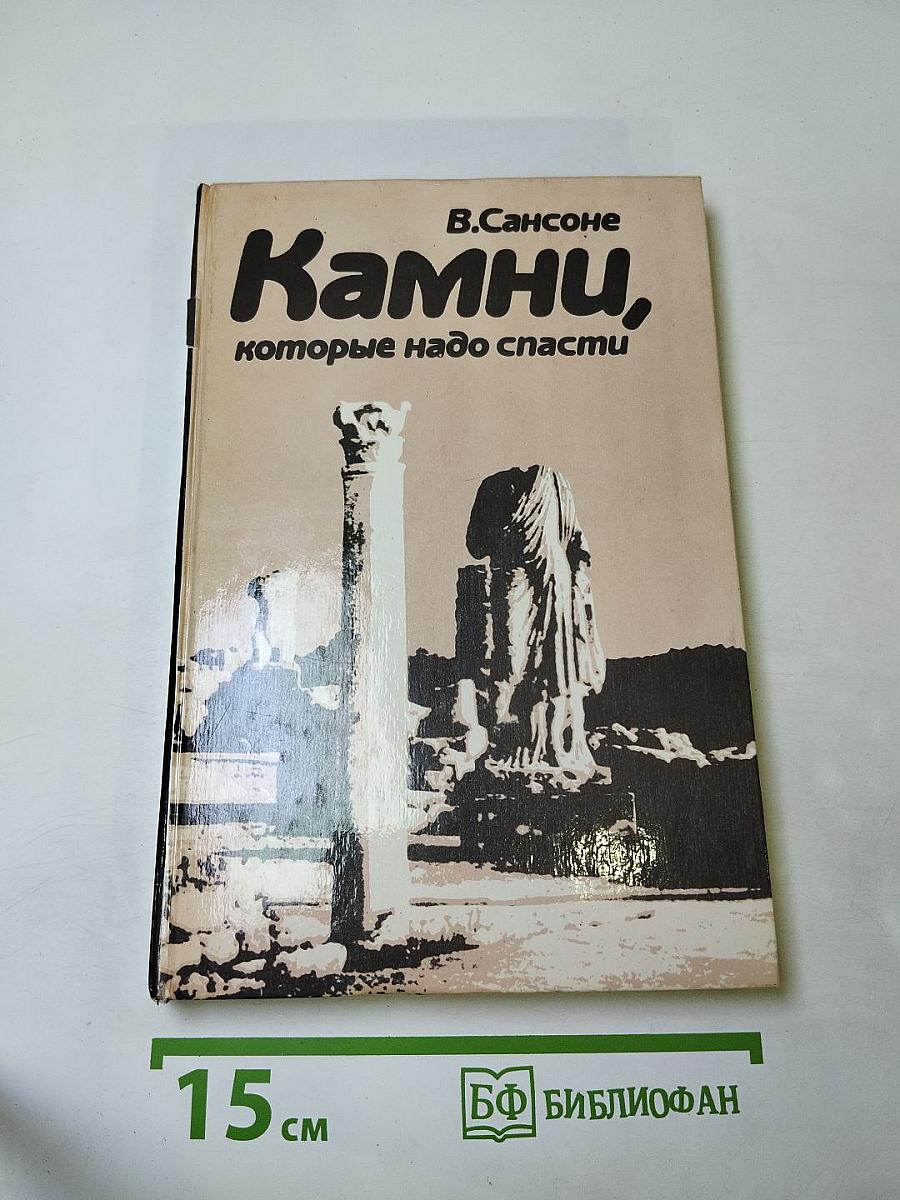 В.Сансоне
Камни,
которые надо спасти
15 см
БФ БИБЛИОФАН